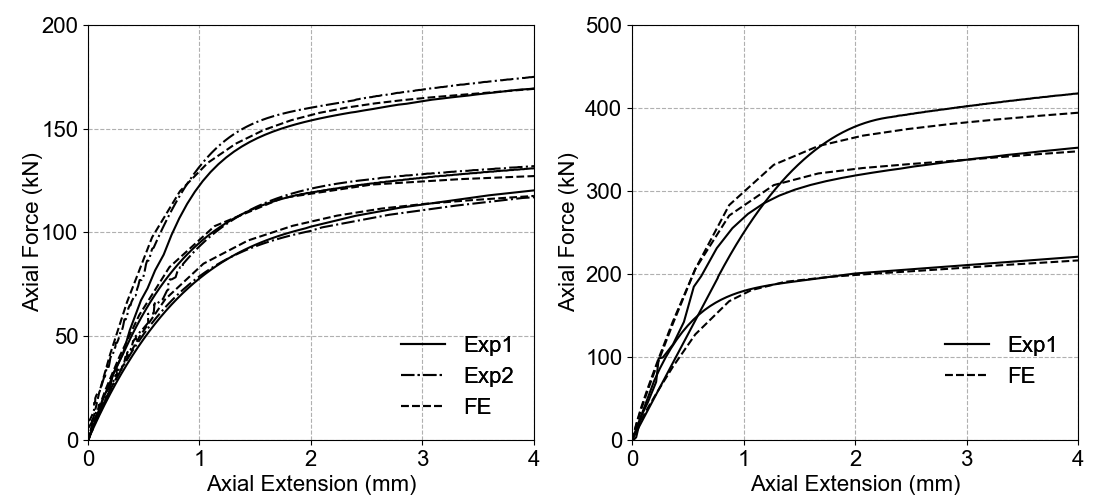 200
150
100
50
0
0 1 2 3 4
Axial Force (kN)
Axial Extension (mm)
Exp1
Exp2
FE
500
400
300
200
100
0
0 1 2 3 4
Axial Force (kN)
Axial Extension (mm)
Exp1
FE